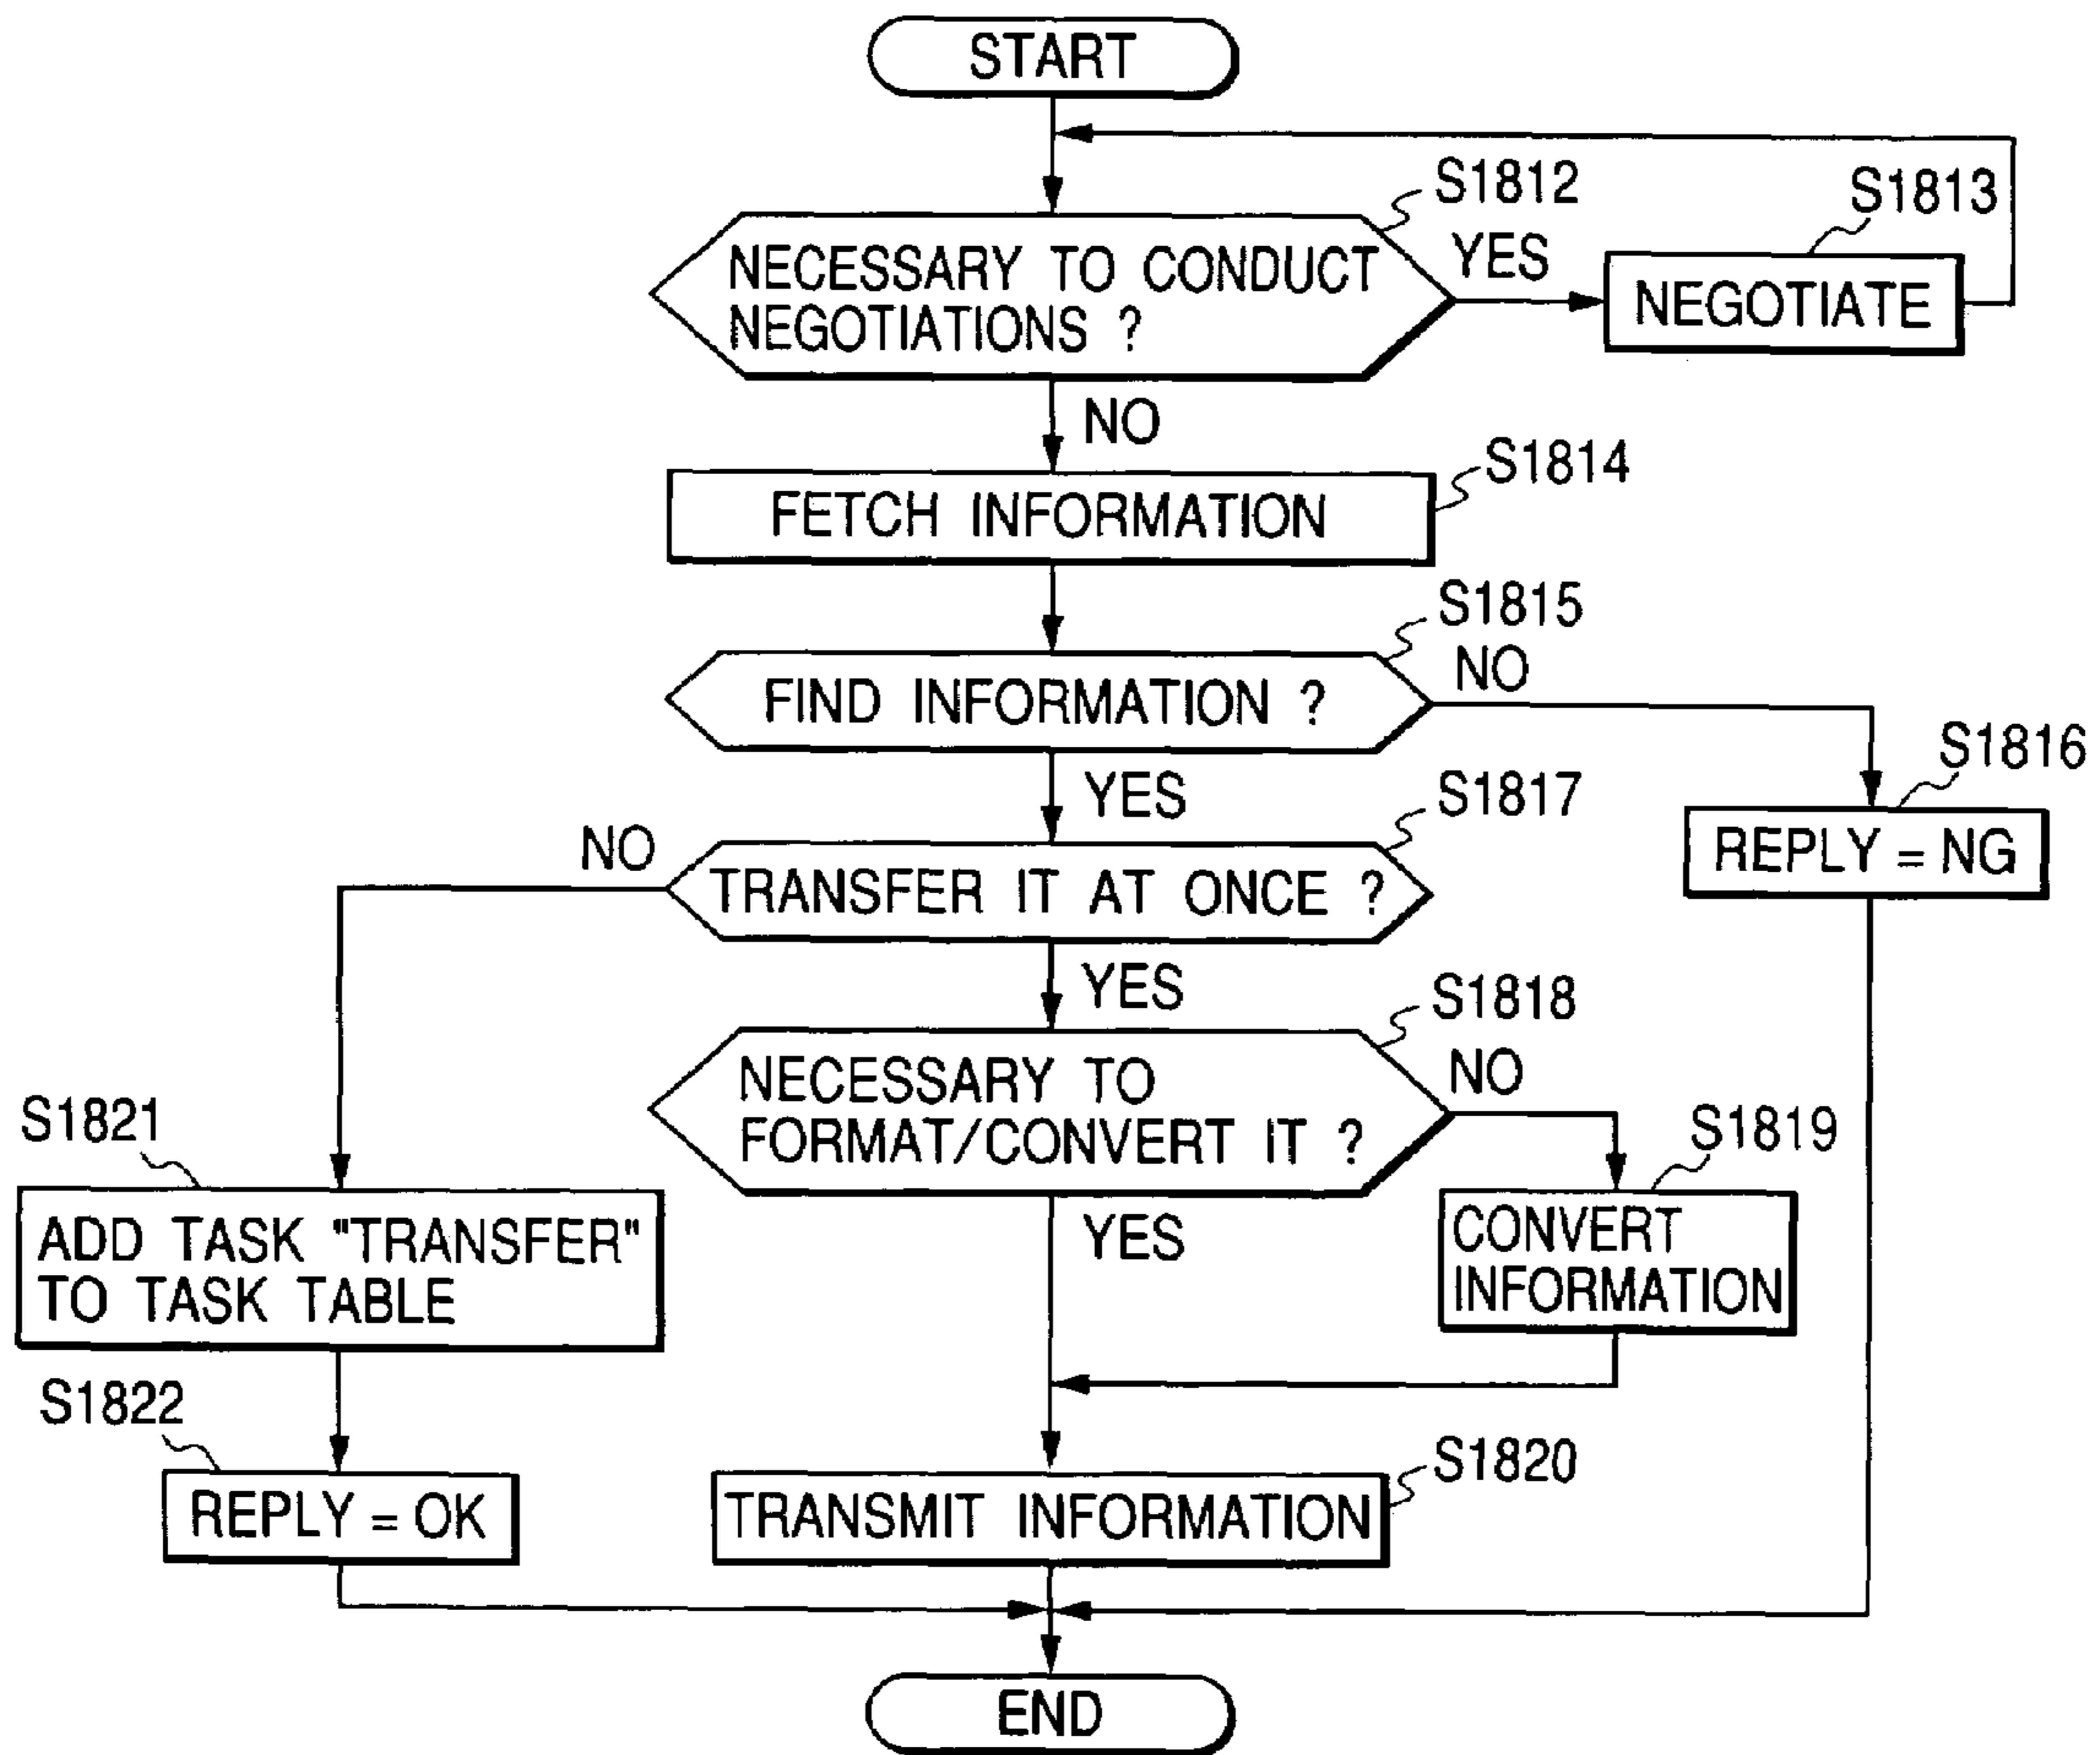 START
S1812
S1813
NECESSARY TO CONDUCT
NEGOTIATIONS ?
YES
NEGOTIATE
NO
S1814
FETCH INFORMATION
S1815
FIND INFORMATION ?
NO
S1816
YES
S1817
REPLY = NG
NO
TRANSFER IT AT ONCE ?
YES
S1818
NECESSARY TO
FORMAT/CONVERT IT ?
NO
S1819
S1821
ADD TASK "TRANSFER"
TO TASK TABLE
YES
CONVERT
INFORMATION
S1822
S1820
REPLY = OK
TRANSMIT INFORMATION
END